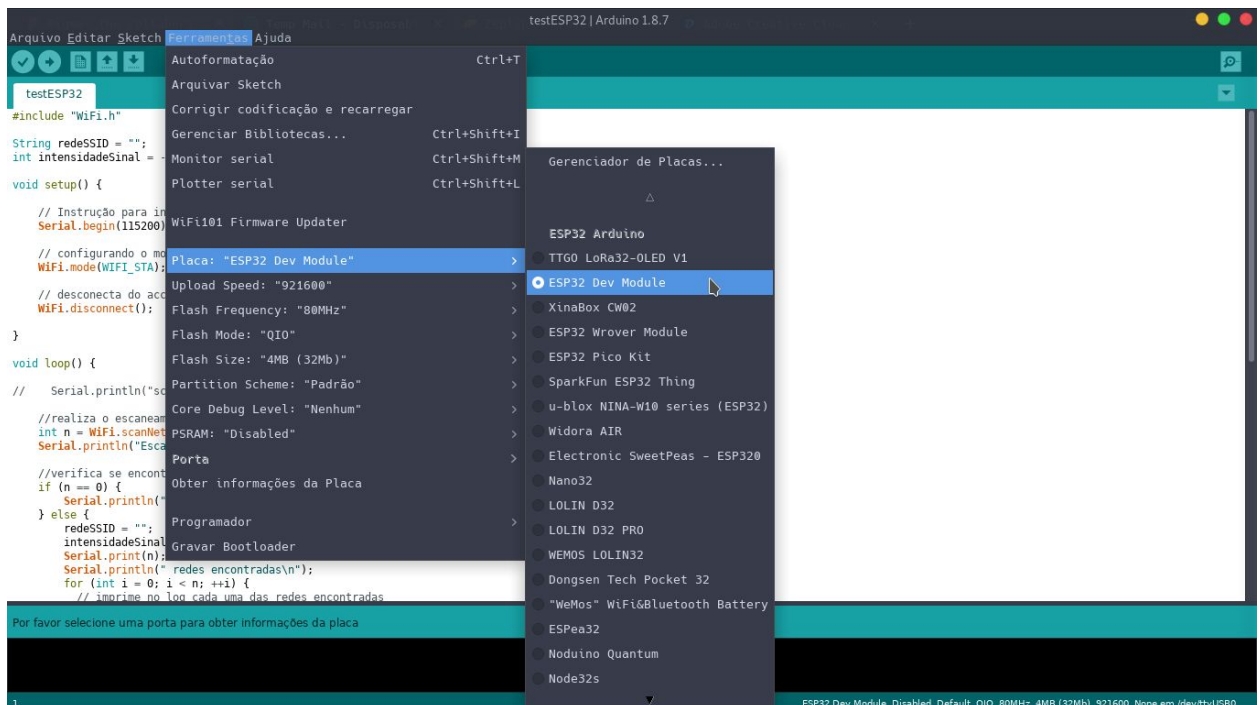 testESP32 | Arduino 1.8.7
Arquivo Editar Sketch Ferramentas Ajuda
testESP32
#include "WiFi.h"
String redeSSID = "";
int intensidadeSinal = -
void setup() {
// Instrução para in
Serial.begin(115200)
// configurando o mo
WiFi.mode(WIFI_STA);
// desconecta do acc
WiFi.disconnect();
}
void loop() {
// Serial.println("sc
//realiza o escaneam
int n = WiFi.scanNet
Serial.println("Esca
//verifica se encont
if (n == 0) {
Serial.println("
} else {
redeSSID = "";
intensidadeSinal
Serial.print(n);
Serial.println(" redes encontradas\n");
for (int i = 0; i < n; ++i) {
// imprime no log cada uma das redes encontradas
Autoformatação Ctrl+T
Arquivar Sketch
Corrigir codificação e recarregar
Gerenciar Bibliotecas... Ctrl+Shift+I
Monitor serial Ctrl+Shift+M
Plotter serial Ctrl+Shift+L
WiFi101 Firmware Updater
Placa: "ESP32 Dev Module"
Upload Speed: "921600"
Flash Frequency: "80MHz"
Flash Mode: "QIO"
Flash Size: "4MB (32Mb)"
Partition Scheme: "Padrão"
Core Debug Level: "Nenhum"
PSRAM: "Disabled"
Porta
Obter informações da Placa
Programador
Gravar Bootloader
Gerenciador de Placas...
ESP32 Arduino
TTGO LoRa32-OLED V1
ESP32 Dev Module
XinaBox CW02
ESP32 Wrover Module
ESP32 Pico Kit
SparkFun ESP32 Thing
u-blox NINA-W10 series (ESP32)
Widora AIR
Electronic SweetPeas - ESP320
Nano32
LOLIN D32
LOLIN D32 PRO
WEMOS LOLIN32
Dongsen Tech Pocket 32
"WeMos" WiFi&Bluetooth Battery
ESPea32
Noduino Quantum
Node32s
Por favor selecione uma porta para obter informações da placa
1
ESP32 Dev Module, Disabled, Default, QIO, 80MHz, 4MB (32Mb), 921600, None em /dev/ttyUSB0